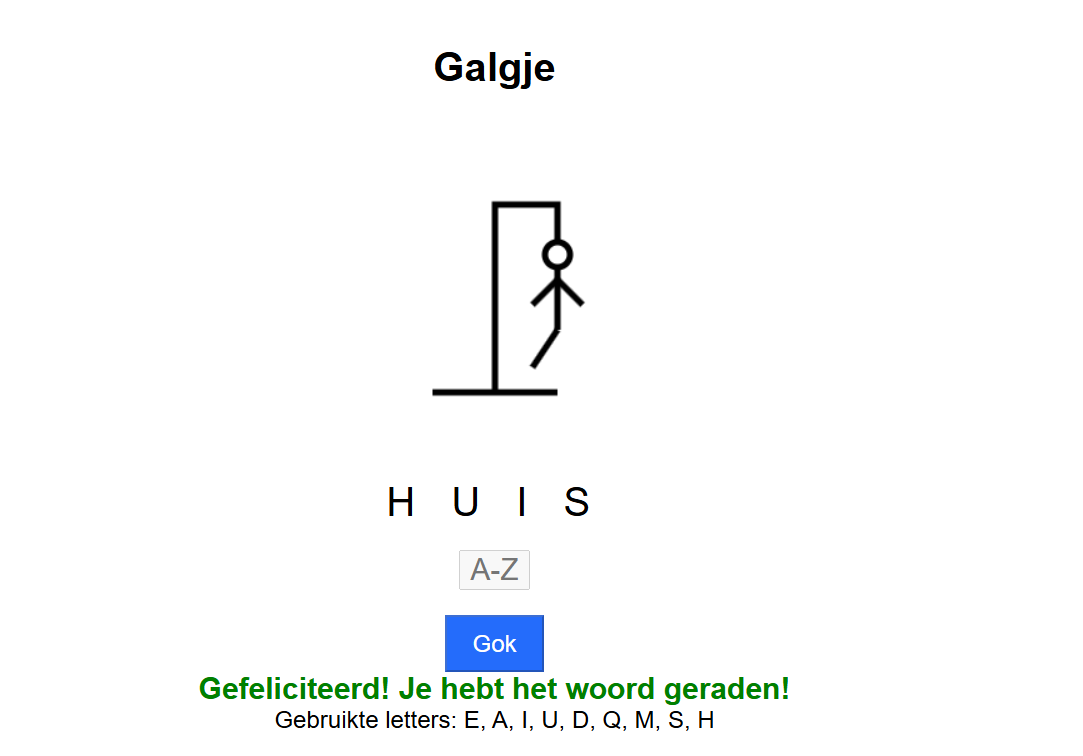 Galgje
H U I S
A-Z
Gok
Gefeliciteerd! Je hebt het woord geraden!
Gebruikte letters: E, A, I, U, D, Q, M, S, H